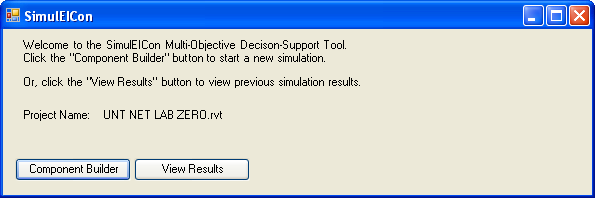 SimulEICon
Welcome to the SimulEICon Multi-Objective Decison-Support Tool.
Click the "Component Builder" button to start a new simulation.
Or, click the "View Results" button to view previous simulation results.
Project Name: UNT NET LAB ZERO.rvt
Component Builder View Results